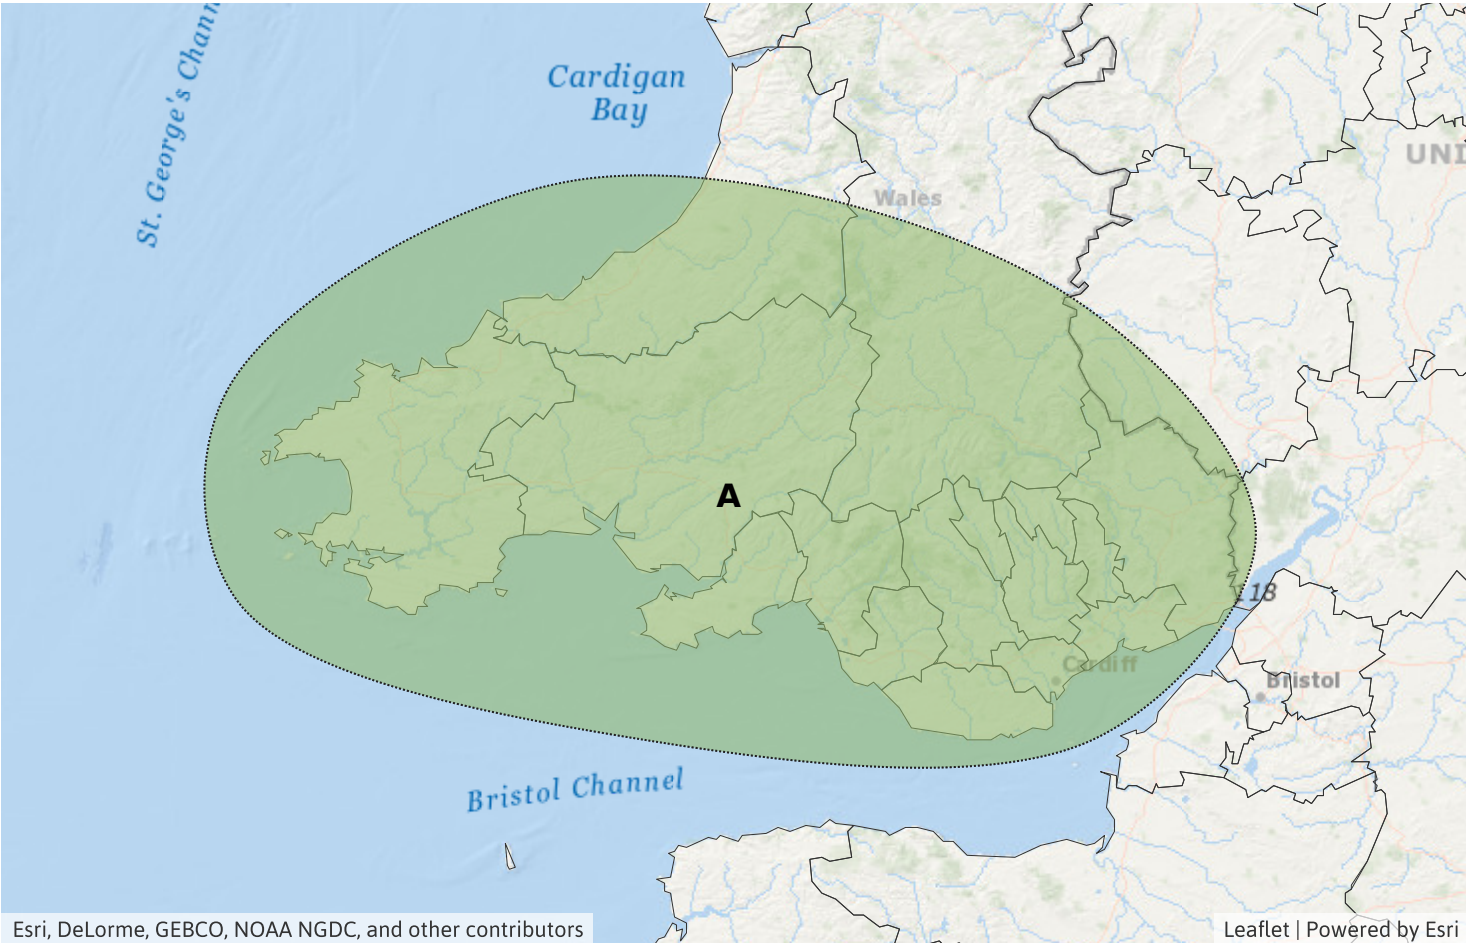 St. George's Chann
Cardigan
Bay
UNI
Wales
A
118
Cardiff
Bristol
Bristol Channel
Esri, DeLorme, GEBCO, NOAA NGDC, and other contributors
Leaflet | Powered by Esri